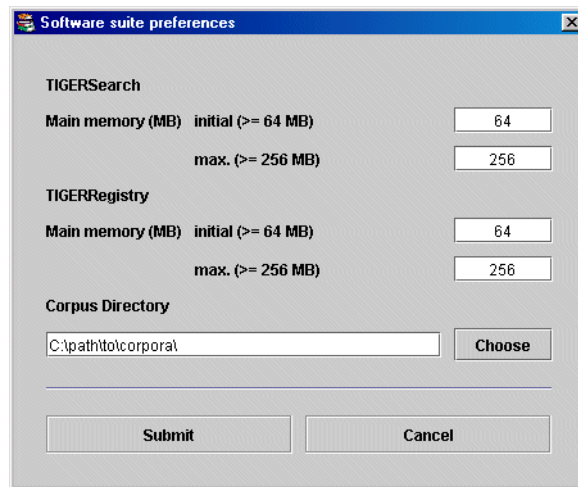 Software suite preferences
TIGERSearch
Main memory (MB) initial (>= 64 MB) 64
max. (>= 256 MB) 256
TIGERRegistry
Main memory (MB) initial (>= 64 MB) 64
max. (>= 256 MB) 256
Corpus Directory
C:\path\to\corpora\ Choose
Submit Cancel